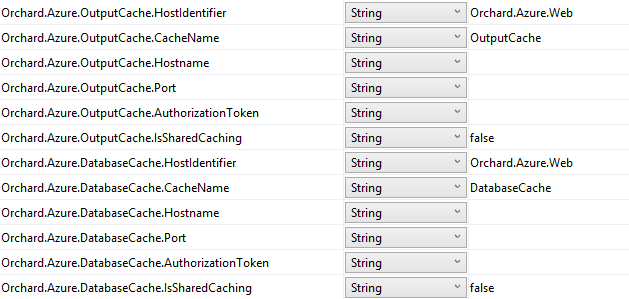 Orchard.Azure.OutputCache.HostIdentifier String Orchard.Azure.Web
Orchard.Azure.OutputCache.CacheName String OutputCache
Orchard.Azure.OutputCache.Hostname String
Orchard.Azure.OutputCache.Port String
Orchard.Azure.OutputCache.AuthorizationToken String
Orchard.Azure.OutputCache.IsSharedCaching String false
Orchard.Azure.DatabaseCache.HostIdentifier String Orchard.Azure.Web
Orchard.Azure.DatabaseCache.CacheName String DatabaseCache
Orchard.Azure.DatabaseCache.Hostname String
Orchard.Azure.DatabaseCache.Port String
Orchard.Azure.DatabaseCache.AuthorizationToken String
Orchard.Azure.DatabaseCache.IsSharedCaching String false